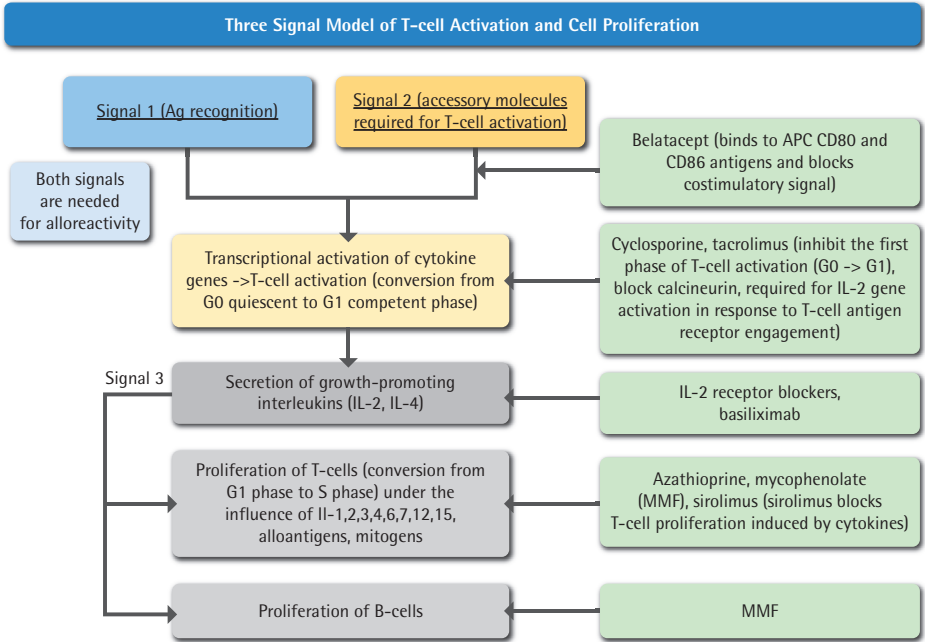 Three Signal Model of T-cell Activation and Cell Proliferation
Signal 1 (Ag recognition)
Signal 2 (accessory molecules
required for T-cell activation)
Belatacept (binds to APC CD80 and
CD86 antigens and blocks
costimulatory signal)
Both signals
are needed
for alloreactivity
Transcriptional activation of cytokine
genes ->T-cell activation (conversion from
G0 quiescent to G1 competent phase)
Cyclosporine, tacrolimus (inhibit the first
phase of T-cell activation (G0 -> G1),
block calcineurin, required for IL-2 gene
activation in response to T-cell antigen
receptor engagement)
Signal 3
Secretion of growth-promoting
interleukins (IL-2, IL-4)
IL-2 receptor blockers,
basiliximab
Proliferation of T-cells (conversion from
G1 phase to S phase) under the
influence of Il-1,2,3,4,6,7,12,15,
alloantigens, mitogens
Azathioprine, mycophenolate
(MMF), sirolimus (sirolimus blocks
T-cell proliferation induced by cytokines)
Proliferation of B-cells
MMF